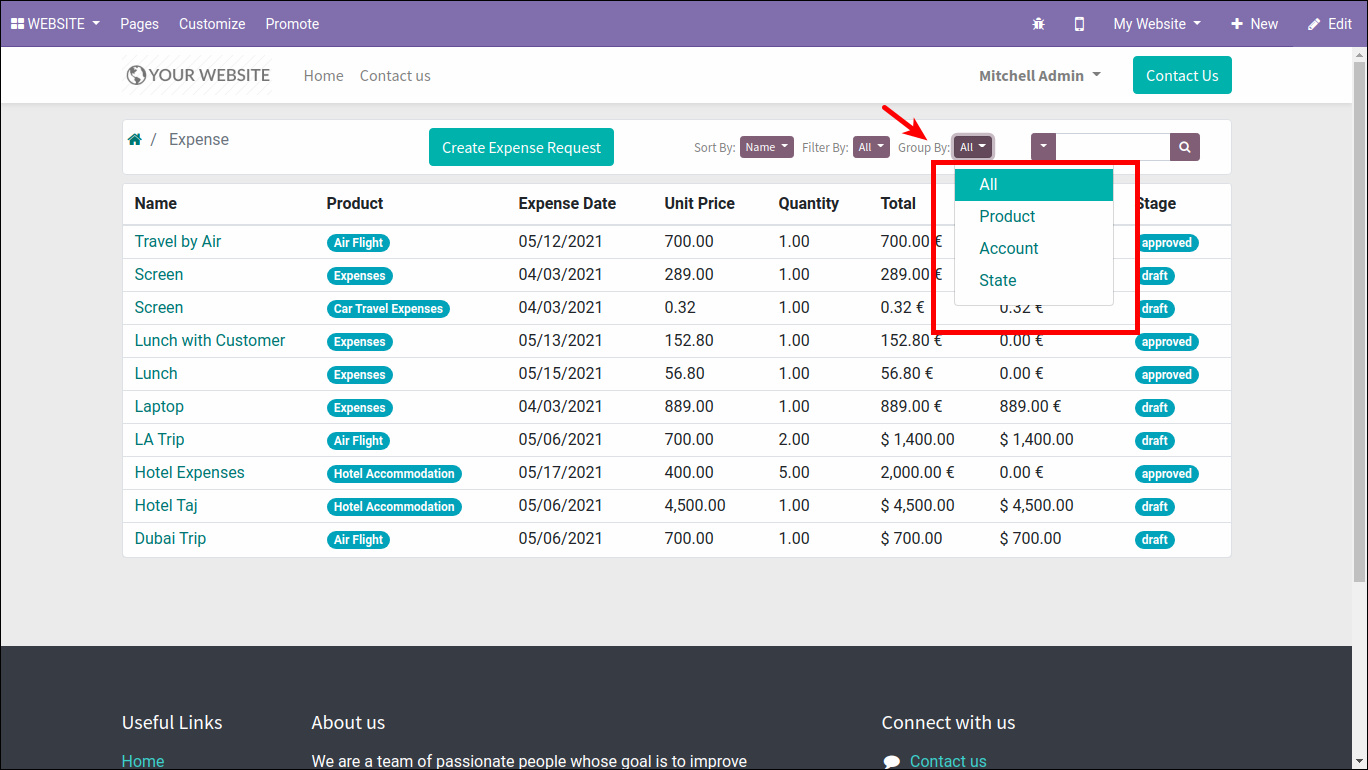 WEBSITE Pages Customize Promote My Website New Edit
YOUR WEBSITE Home Contact us Mitchell Admin Contact Us
/ Expense Create Expense Request Sort By: Name Filter By: All Group By: All
All
Product
Account
State
Name Product Expense Date Unit Price Quantity Total Stage
Travel by Air Air Flight 05/12/2021 700.00 1.00 700.00 € approved
Screen Expenses 04/03/2021 289.00 1.00 289.00 € draft
Screen Car Travel Expenses 04/03/2021 0.32 1.00 0.32 € 0.32 € draft
Lunch with Customer Expenses 05/13/2021 152.80 1.00 152.80 € 0.00 € approved
Lunch Expenses 05/15/2021 56.80 1.00 56.80 € 0.00 € approved
Laptop Expenses 04/03/2021 889.00 1.00 889.00 € 889.00 € draft
LA Trip Air Flight 05/06/2021 700.00 2.00 $ 1,400.00 $ 1,400.00 draft
Hotel Expenses Hotel Accommodation 05/17/2021 400.00 5.00 2,000.00 € 0.00 € approved
Hotel Taj Hotel Accommodation 05/06/2021 4,500.00 1.00 $ 4,500.00 $ 4,500.00 draft
Dubai Trip Air Flight 05/06/2021 700.00 1.00 $ 700.00 $ 700.00 draft
Useful Links About us Connect with us
Home We are a team of passionate people whose goal is to improve Contact us